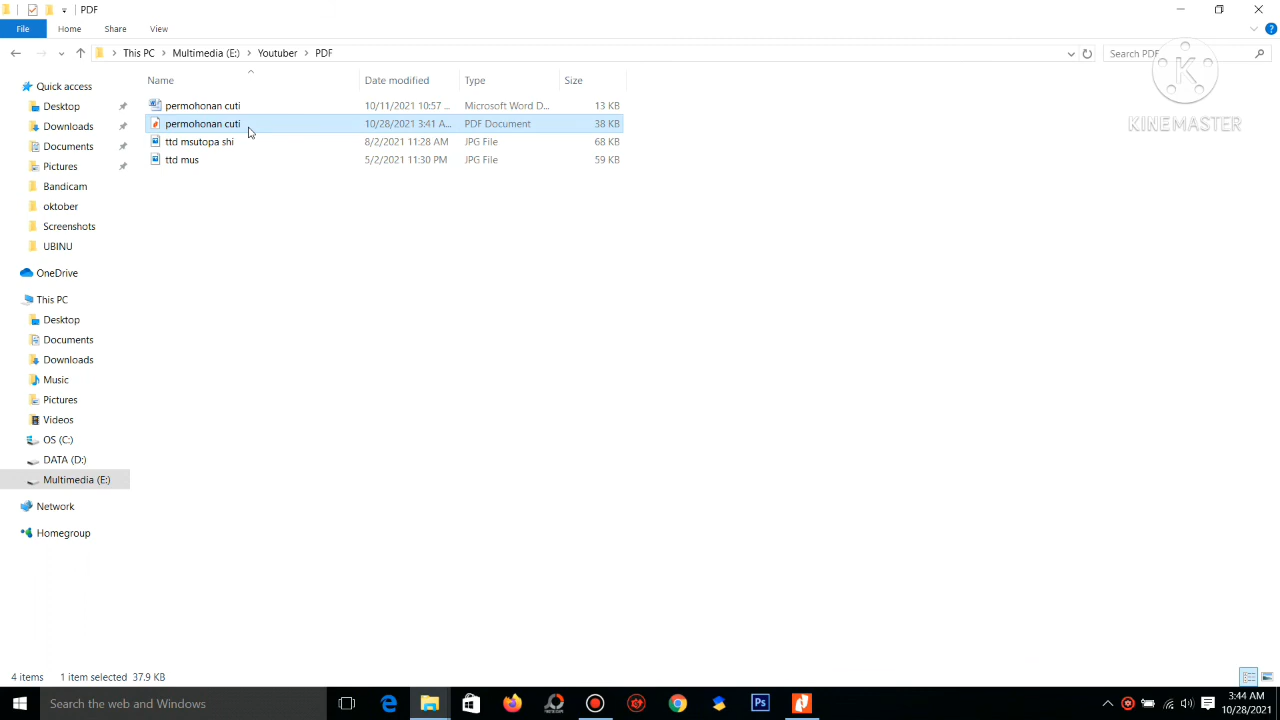 PDF
File Home Share View
This PC Multimedia (E:) Youtuber PDF Search PDF
KINEMASTER
Name Date modified Type Size
permohonan cuti 10/11/2021 10:57 ... Microsoft Word D... 13 KB
permohonan cuti 10/28/2021 3:41 A... PDF Document 38 KB
ttd msutopa shi 8/2/2021 11:28 AM JPG File 68 KB
ttd mus 5/2/2021 11:30 PM JPG File 59 KB
Quick access
Desktop
Downloads
Documents
Pictures
Bandicam
oktober
Screenshots
UBINU
OneDrive
This PC
Desktop
Documents
Downloads
Music
Pictures
Videos
OS (C:)
DATA (D:)
Multimedia (E:)
Network
Homegroup
4 items 1 item selected 37.9 KB
Search the web and Windows
Ps
3:44 AM
10/28/2021